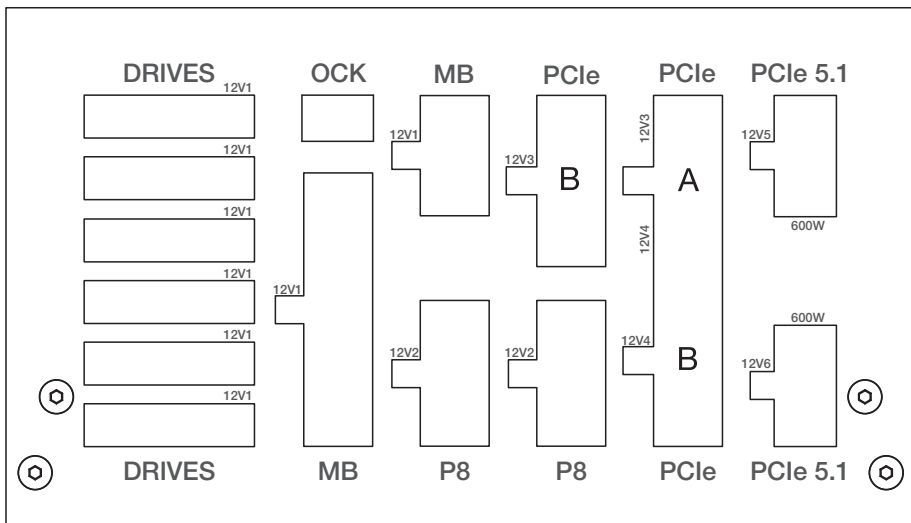 DRIVES OCK MB PCIe PCIe PCIe 5.1
12V1
12V1
12V1
12V1
12V1
12V1
12V1
12V1
12V3
12V3
12V4
12V5
B
A
600W
12V2
12V2
12V4
B
600W
12V6
DRIVES MB P8 P8 PCIe PCIe 5.1